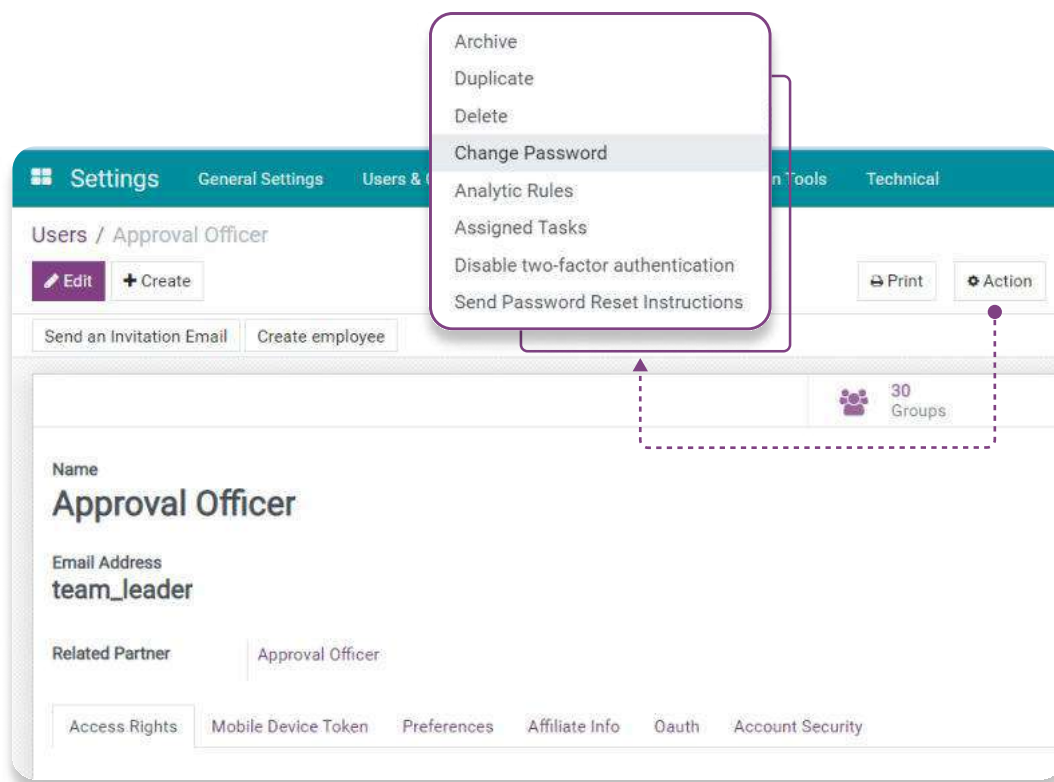 Archive
Duplicate
Delete
Change Password
Analytic Rules
Assigned Tasks
Disable two-factor authentication
Send Password Reset Instructions
Settings General Settings Users & Tools Technical
Users / Approval Officer
Edit + Create Print Action
Send an Invitation Email Create employee
30
Groups
Name
Approval Officer
Email Address
team_leader
Related Partner Approval Officer
Access Rights Mobile Device Token Preferences Affiliate Info Oauth Account Security